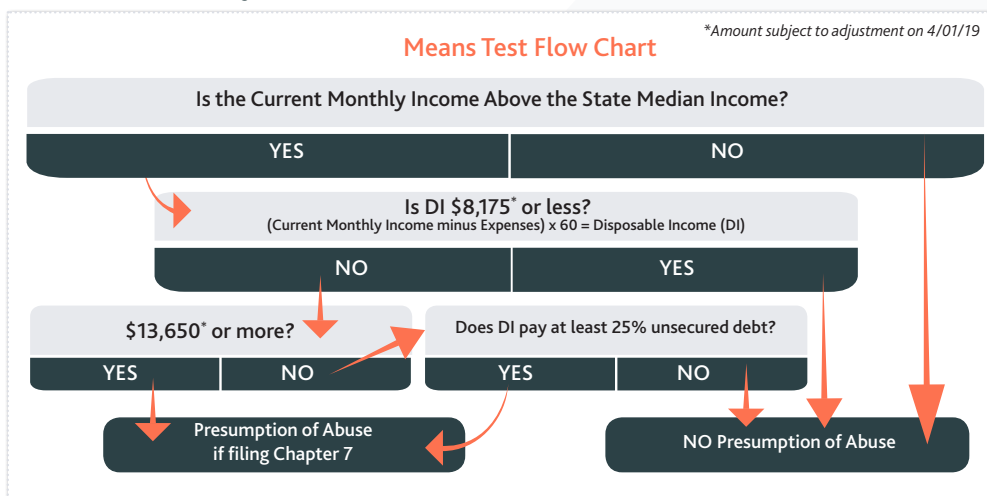 *Amount subject to adjustment on 4/01/19
Means Test Flow Chart
Is the Current Monthly Income Above the State Median Income?
YES
NO
Is DI $8,175* or less?
(Current Monthly Income minus Expenses) x 60 = Disposable Income (DI)
NO
YES
$13,650* or more?
YES
NO
Does DI pay at least 25% unsecured debt?
YES
NO
Presumption of Abuse
if filing Chapter 7
NO Presumption of Abuse